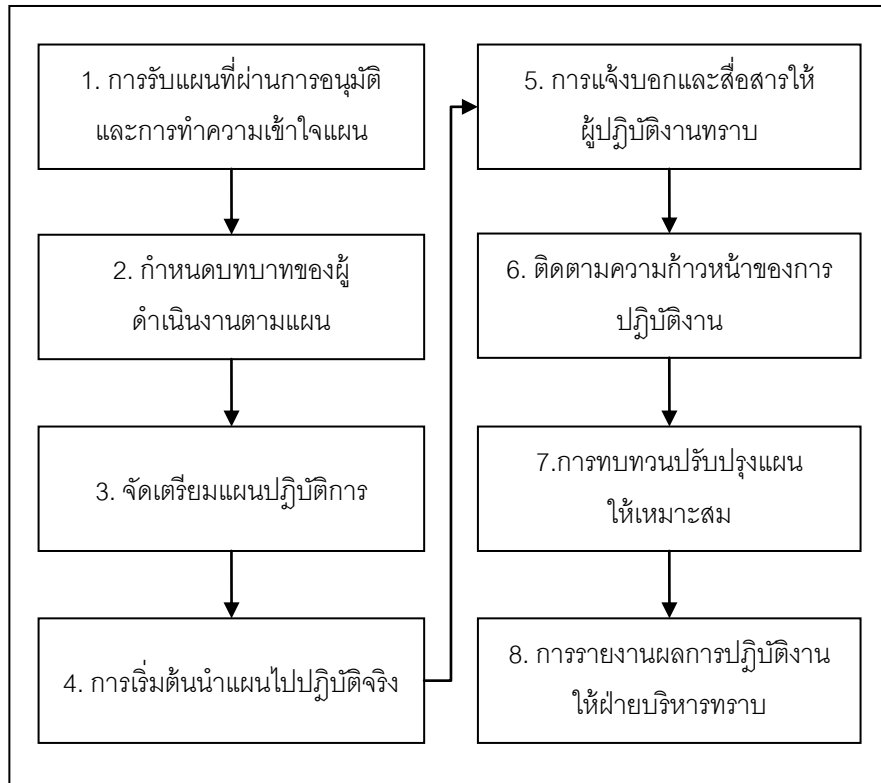 1. การรับแผนที่ผ่านการอนุมัติ
และการทำความเข้าใจแผน
2. กำหนดบทบาทของผู้
ดำเนินงานตามแผน
3. จัดเตรียมแผนปฎิบัติการ
4. การเริ่มต้นนำแผนไปปฎิบัติจริง
5. การแจ้งบอกและสื่อสารให้
ผู้ปฎิบัติงานทราบ
6. ติดตามความก้าวหน้าของการ
ปฎิบัติงาน
7.การทบทวนปรับปรุงแผน
ให้เหมาะสม
8. การรายงานผลการปฎิบัติงาน
ให้ฝ่ายบริหารทราบ